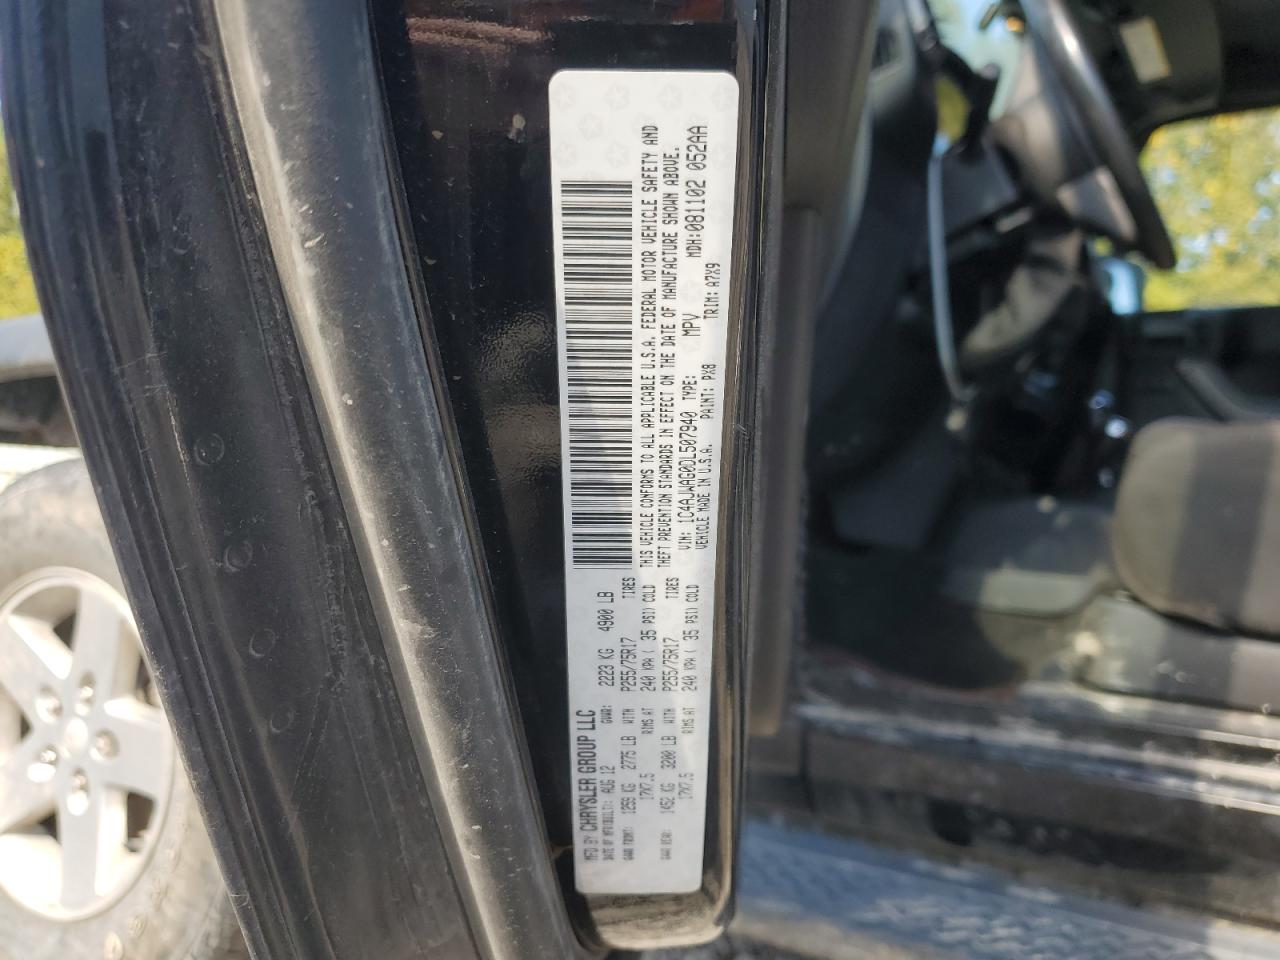 MFD BY CHRYSLER GROUP LLC
DATE OF MFR(BUILT): AUG 12 GVWR: 2223 KG 4900 LB
GAWR FRONT: 1259 KG 2775 LB WITH P255/75R17 TIRES
17X7.5 RIMS AT 240 KPA ( 35 PSI) COLD
GAWR REAR: 1452 KG 3200 LB WITH P255/75R17 TIRES
17X7.5 RIMS AT 240 KPA ( 35 PSI) COLD
THIS VEHICLE CONFORMS TO ALL APPLICABLE U.S.A. FEDERAL MOTOR VEHICLE SAFETY AND
THEFT PREVENTION STANDARDS IN EFFECT ON THE DATE OF MANUFACTURE SHOWN ABOVE.
VIN: 1C4AJWAG0DL507940 TYPE: MPV MDH: 081102 052AA
VEHICLE MADE IN U.S.A. PAINT: PX8 TRIM: A7X9